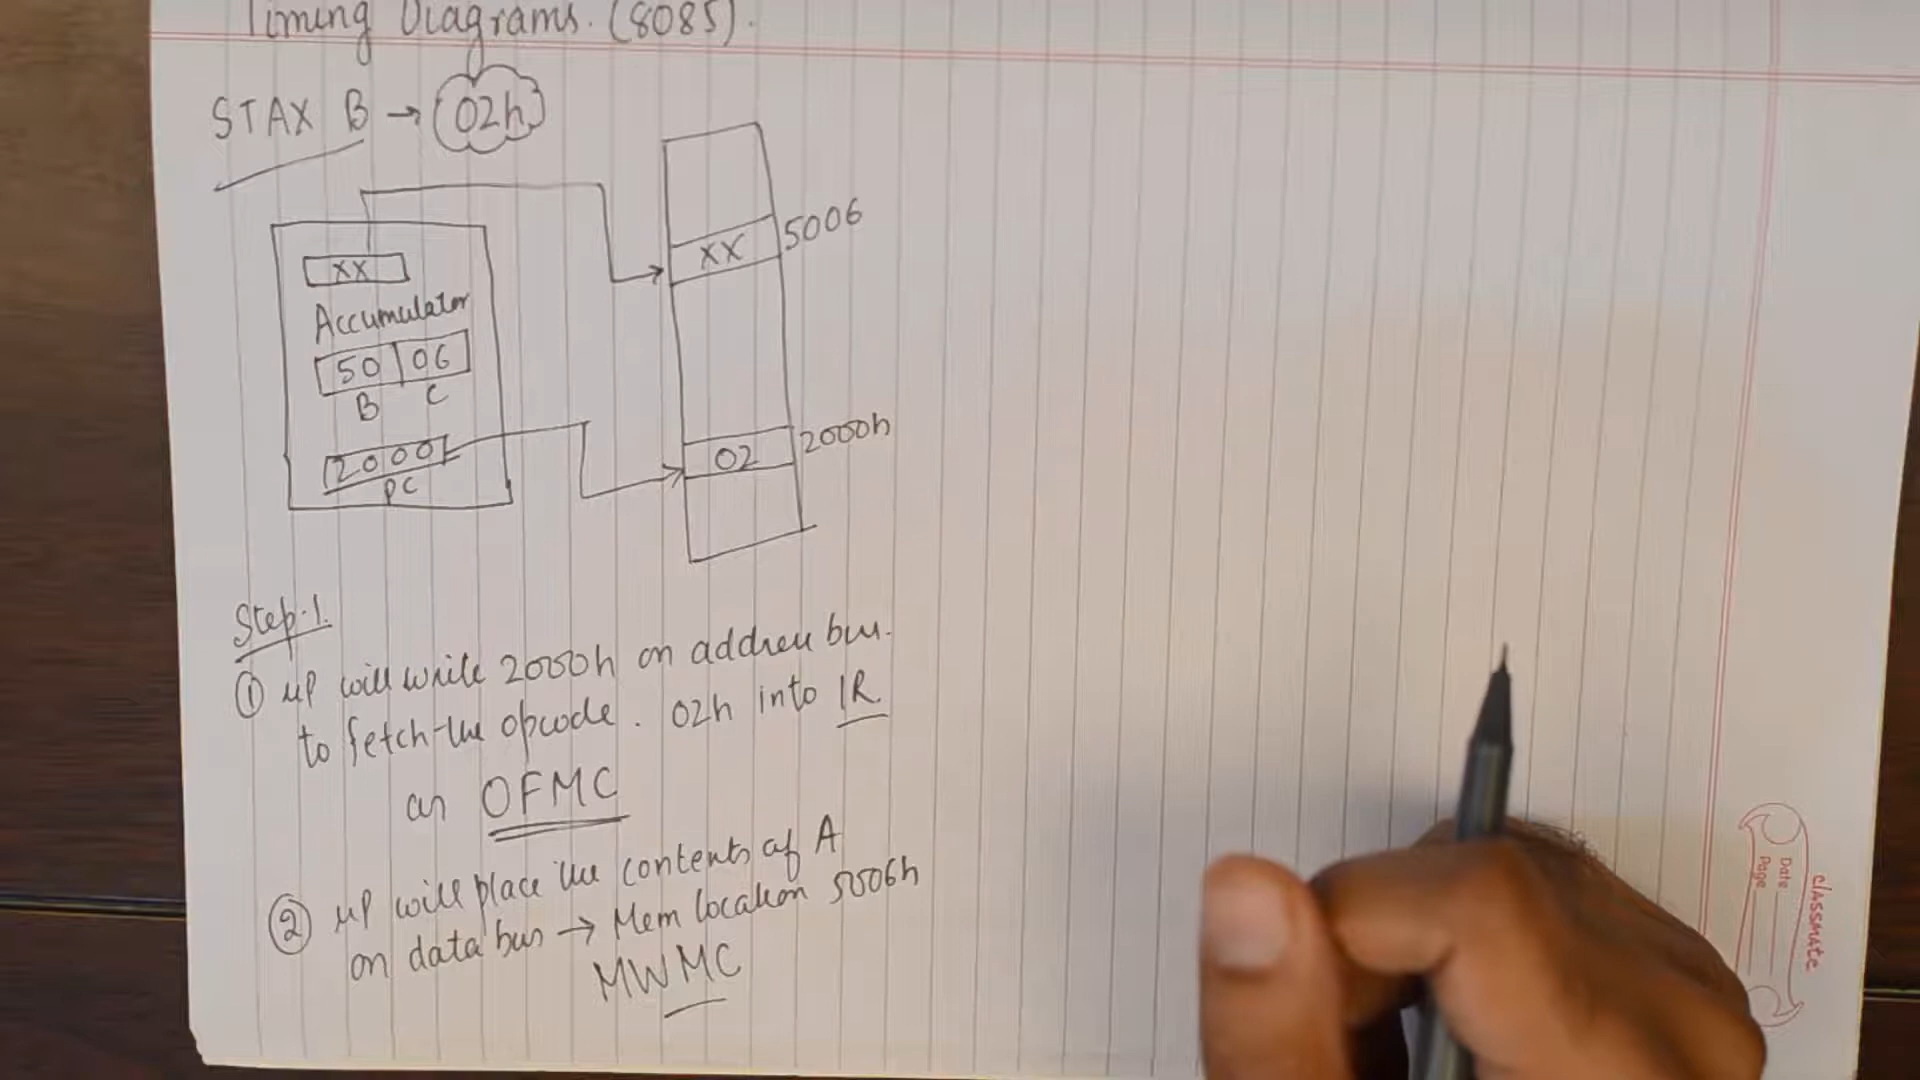 Timing Diagrams. (8085).
STAX B → 02h
XX
Accumulator
50 06
B C
2000
PC
XX 5006
02 2000h
Step-1.
① μP will write 2000h on address bus.
to fetch the opcode. 02h into IR
as OFMC
② μP will place the contents of A
on data bus → Mem location 5006h
MWMC
classmate
Date
Page